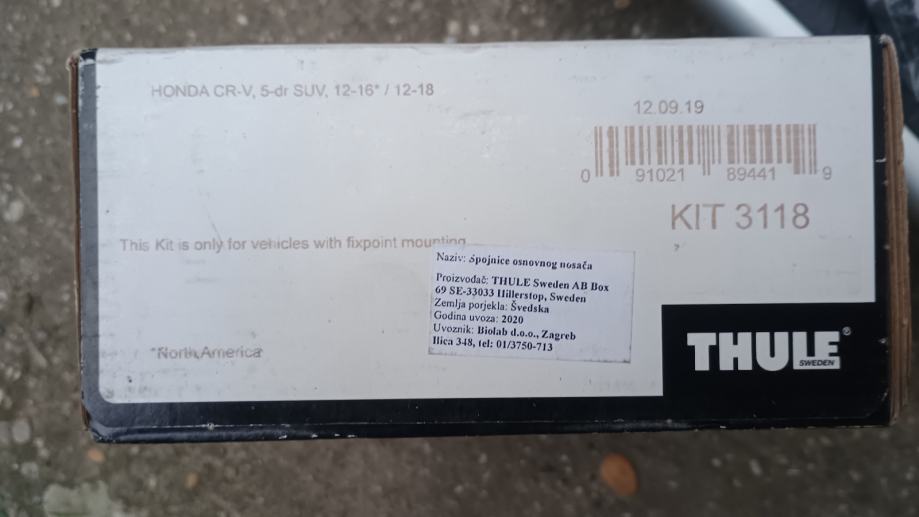 HONDA CR-V, 5-dr SUV, 12-16* / 12-18
12.09.19
0 91021 89441 9
KIT 3118
This Kit is only for vehicles with fixpoint mounting
Naziv: Spojnice osnovnog nosača
Proizvođač: THULE Sweden AB Box
69 SE-33033 Hillerstop, Sweden
Zemlja porjekla: Švedska
Godina uvoza: 2020
Uvoznik: Biolab d.o.o., Zagreb
Ilica 348, tel: 01/3750-713
*North America
THULE®
SWEDEN